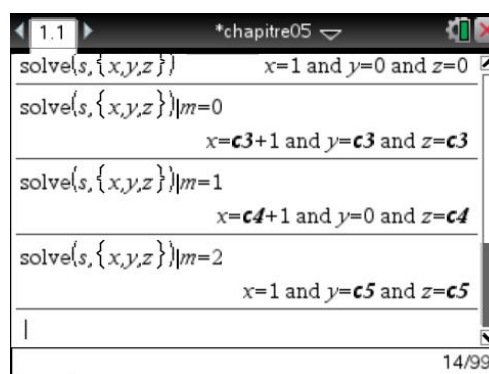 1.1 *chapitre05
solve(s,{x,y,z}) x=1 and y=0 and z=0
solve(s,{x,y,z})|m=0
x=c3+1 and y=c3 and z=c3
solve(s,{x,y,z})|m=1
x=c4+1 and y=0 and z=c4
solve(s,{x,y,z})|m=2
x=1 and y=c5 and z=c5
14/99